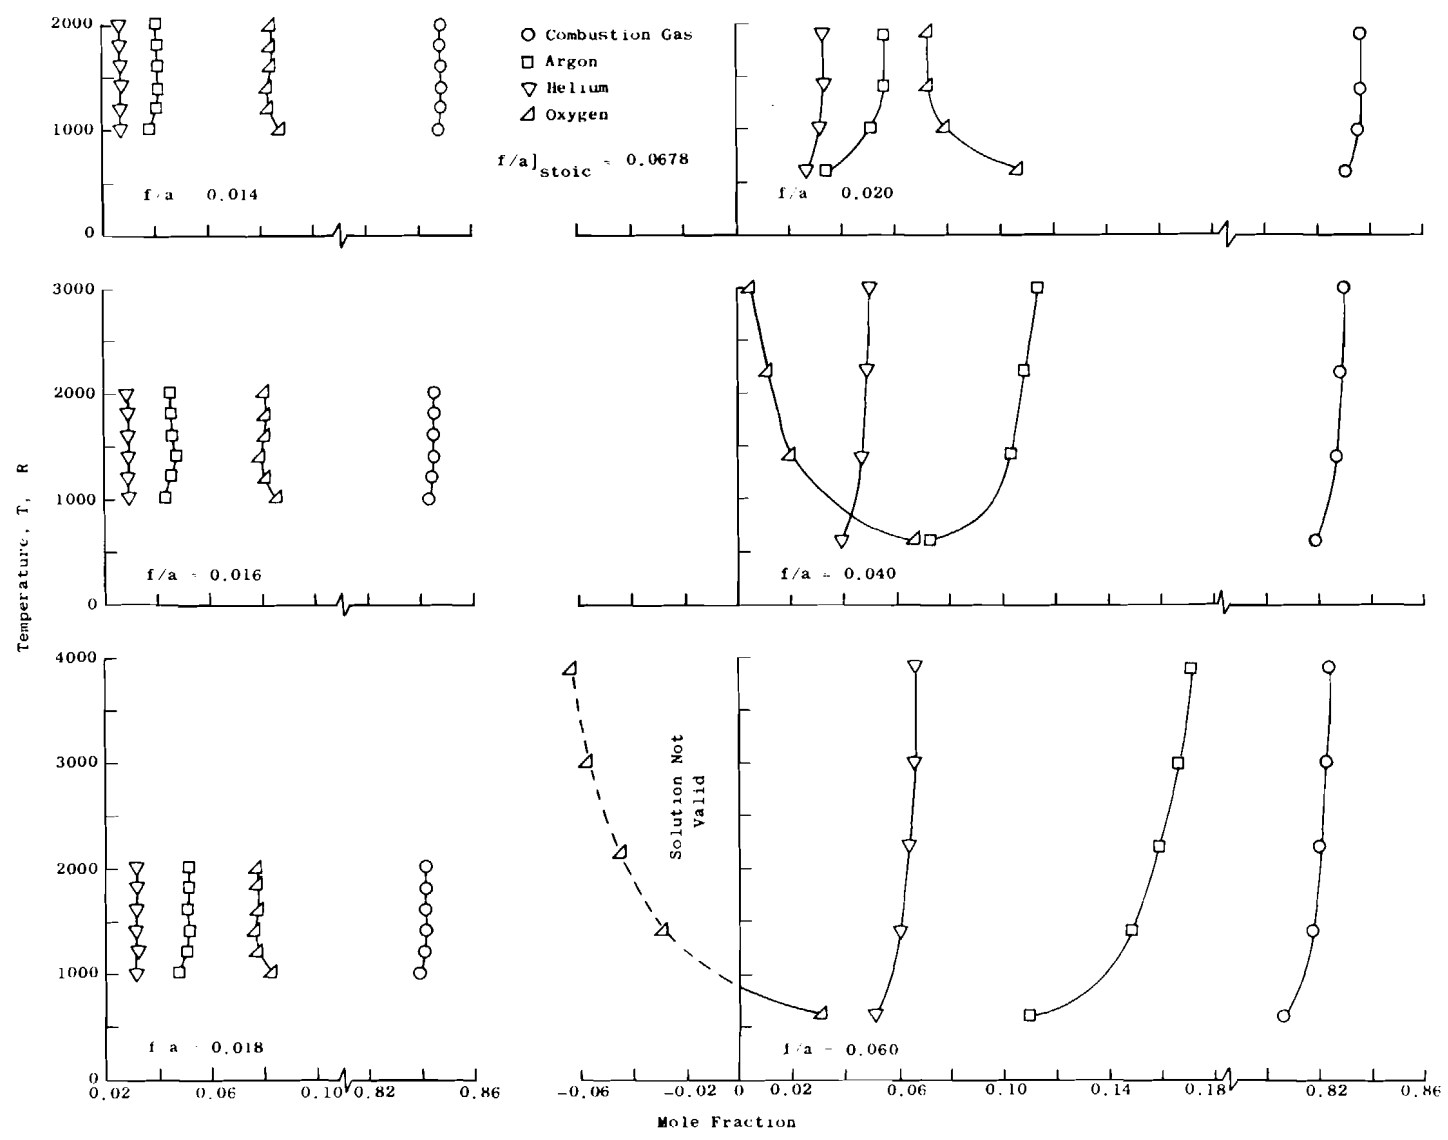 2000
1000
0
f/a 0.014
Combustion Gas
Argon
Helium
Oxygen
f/a]stoic = 0.0678
f/a 0.020
3000
2000
1000
0
f/a = 0.016
f/a = 0.040
Temperature, T, R
4000
3000
2000
1000
0
f a 0.018
Solution Not
Valid
f/a = 0.060
0.02 0.06 0.10 0.82 0.86
-0.06 -0.02 0 0.02 0.06 0.10 0.14 0.18 0.82 0.86
Mole Fraction